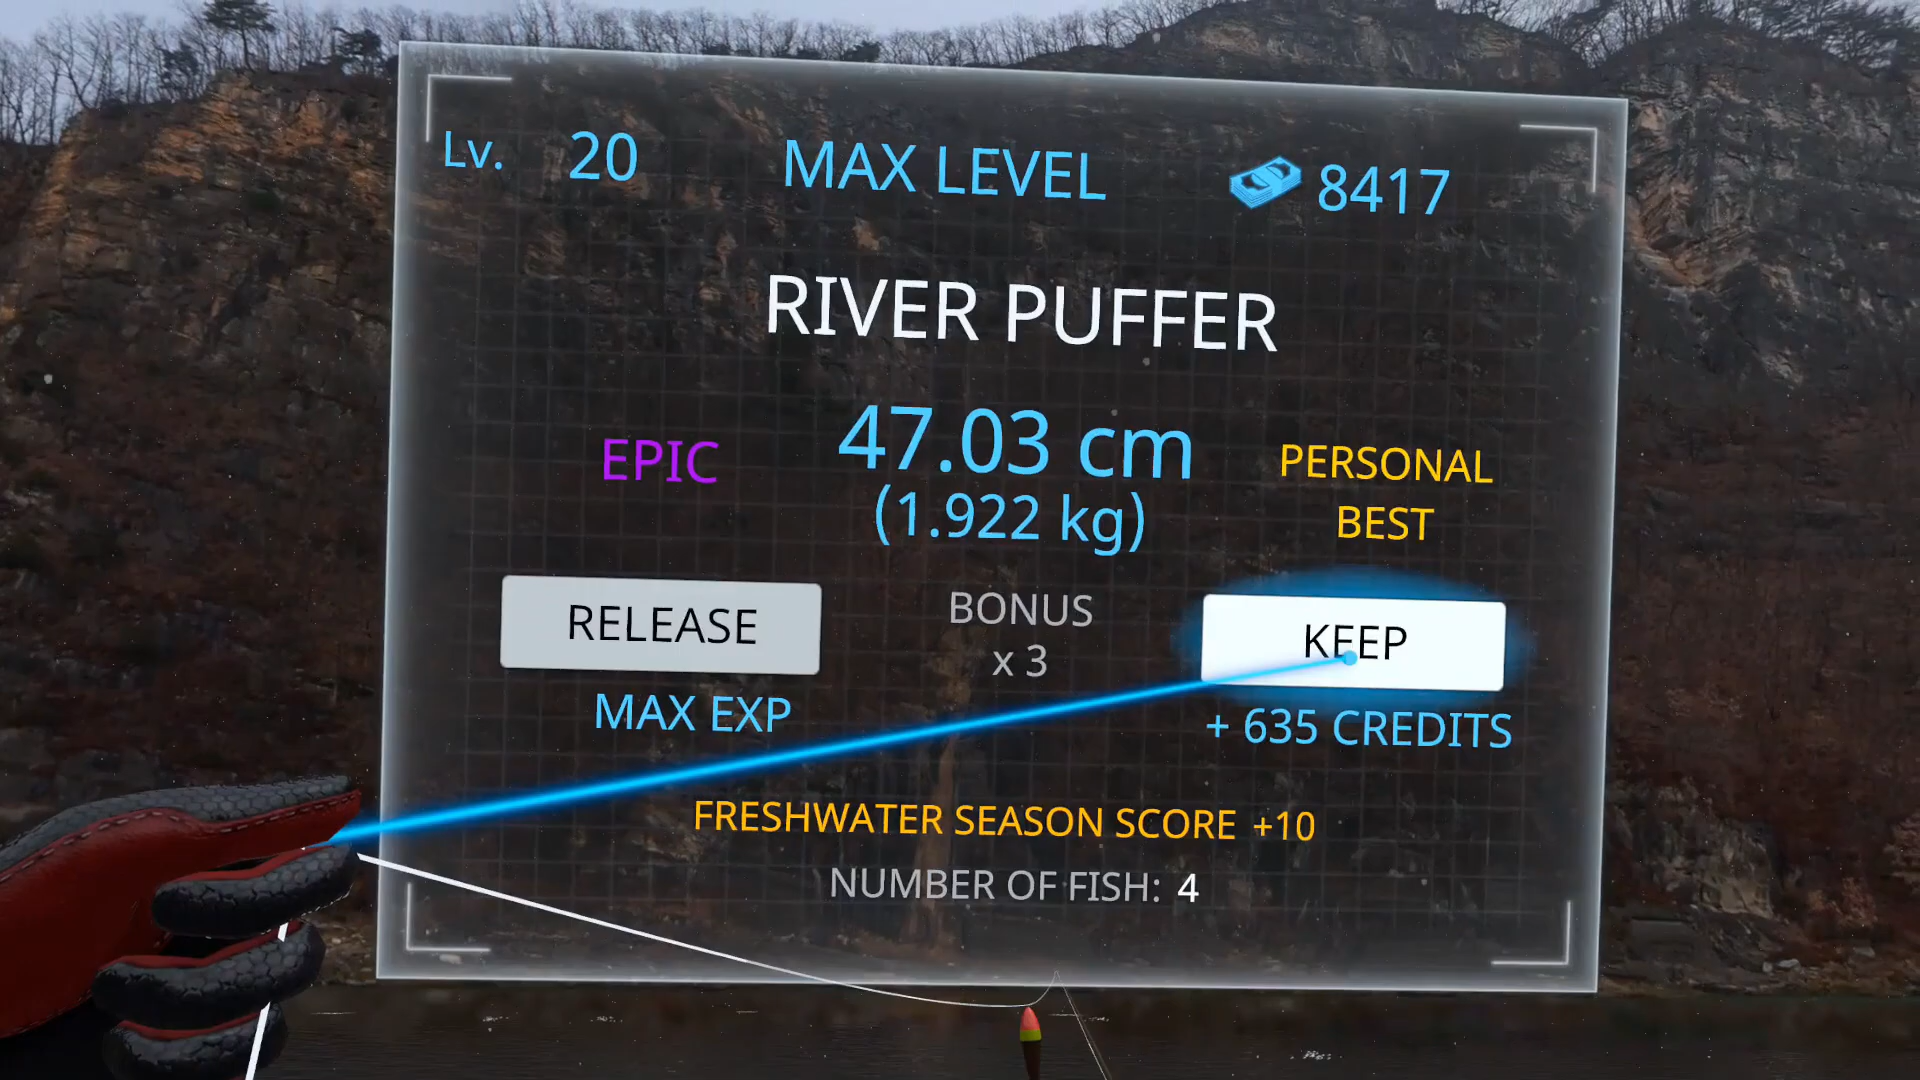 Lv. 20 MAX LEVEL 8417
RIVER PUFFER
EPIC
47.03 cm
(1.922 kg)
PERSONAL
BEST
RELEASE
MAX EXP
BONUS
x 3
KEEP
+ 635 CREDITS
FRESHWATER SEASON SCORE +10
NUMBER OF FISH: 4